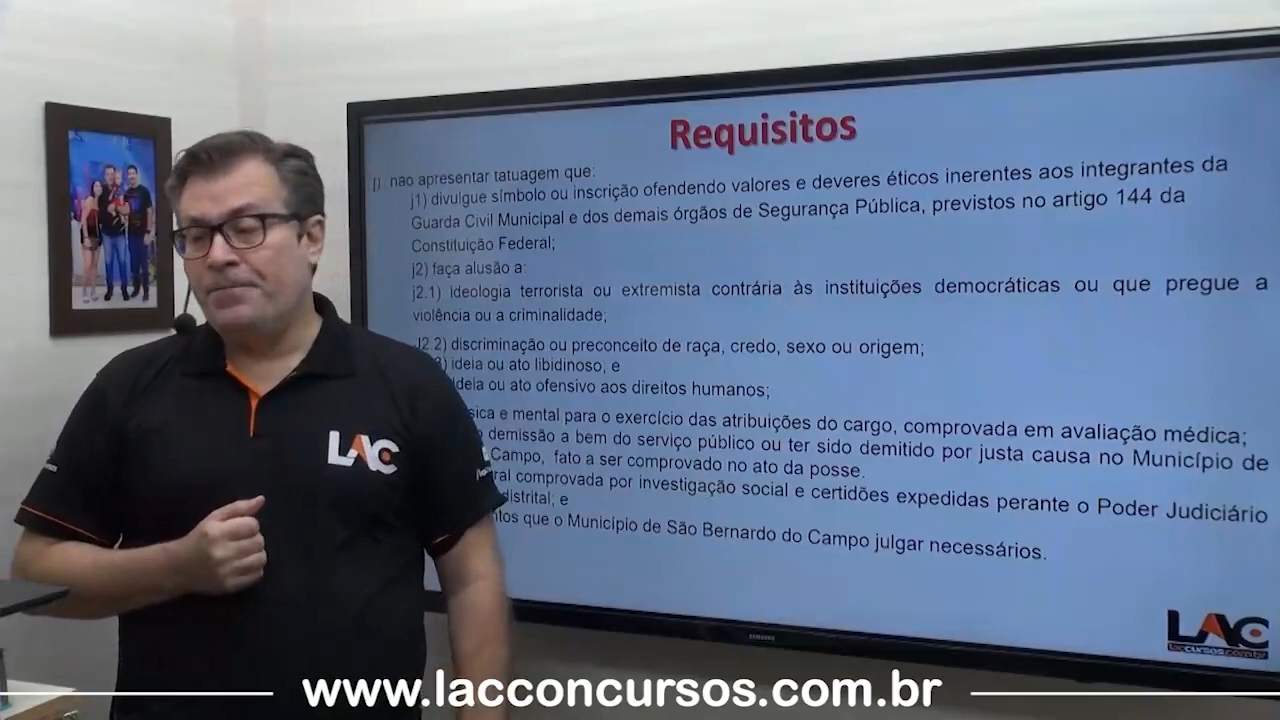 Requisitos
j) não apresentar tatuagem que:
j1) divulgue símbolo ou inscrição ofendendo valores e deveres éticos inerentes aos integrantes da
Guarda Civil Municipal e dos demais órgãos de Segurança Pública, previstos no artigo 144 da
Constituição Federal;
j2) faça alusão a:
j2.1) ideologia terrorista ou extremista contrária às instituições democráticas ou que pregue a
violência ou a criminalidade;
J2.2) discriminação ou preconceito de raça, credo, sexo ou origem;
) ideia ou ato libidinoso; e
Ideia ou ato ofensivo aos direitos humanos;
sica e mental para o exercício das atribuições do cargo, comprovada em avaliação médica;
demissão a bem do serviço público ou ter sido demitido por justa causa no Município de
Campo, fato a ser comprovado no ato da posse.
ral comprovada por investigação social e certidões expedidas perante o Poder Judiciário
distrital; e
ntos que o Município de São Bernardo do Campo julgar necessários.
LAC
SAMSUNG
LAC
laccursos.com.br
www.lacconcursos.com.br